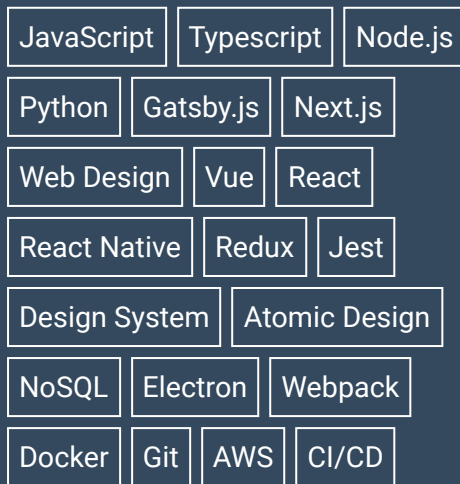 JavaScript Typescript Node.js
Python Gatsby.js Next.js
Web Design Vue React
React Native Redux Jest
Design System Atomic Design
NoSQL Electron Webpack
Docker Git AWS CI/CD